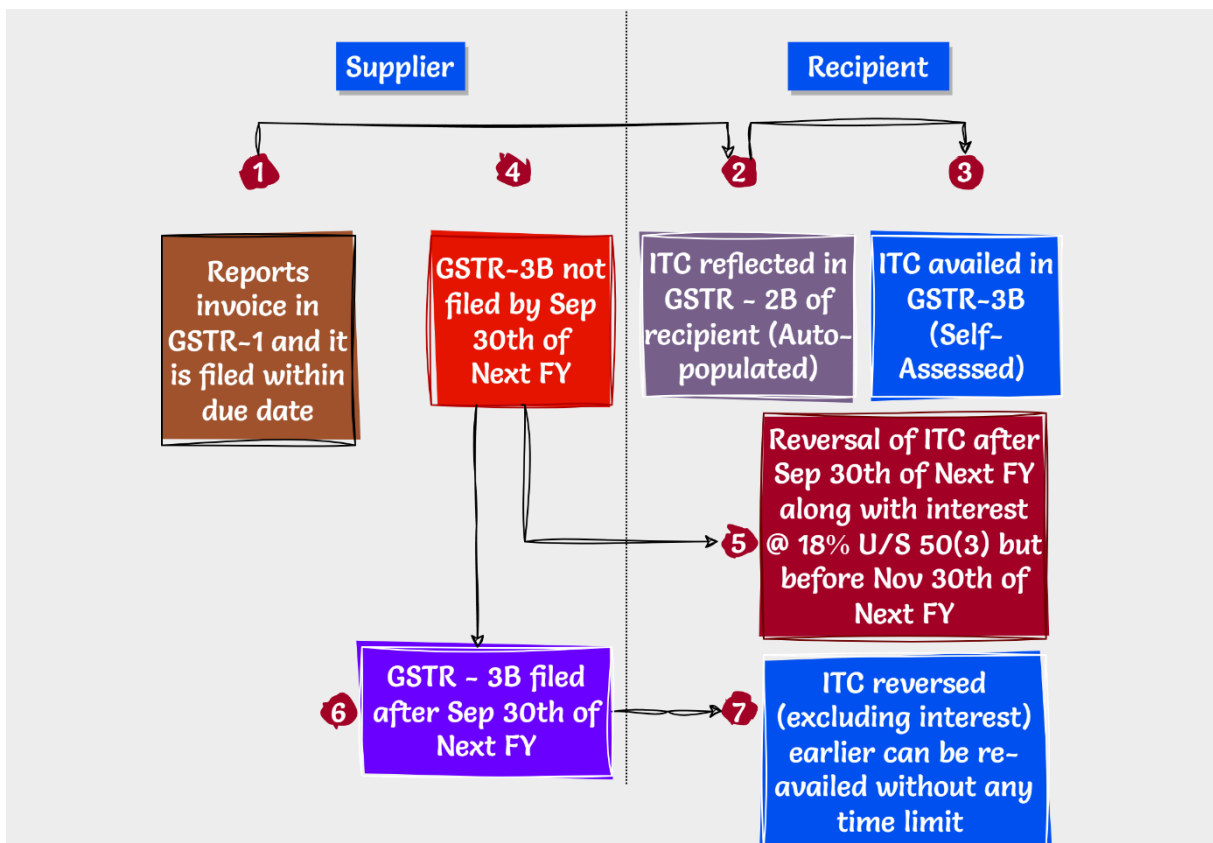 Supplier
Recipient
1
4
2
3
Reports
invoice in
GSTR-1 and it
is filed within
due date
GSTR-3B not
filed by Sep
30th of
Next FY
ITC reflected in
GSTR - 2B of
recipient (Auto-
populated)
ITC availed in
GSTR-3B
(Self-
Assessed)
5
Reversal of ITC after
Sep 30th of Next FY
along with interest
@ 18% U/S 50(3) but
before Nov 30th of
Next FY
6
GSTR - 3B filed
after Sep 30th of
Next FY
7
ITC reversed
(excluding interest)
earlier can be re-
availed without any
time limit